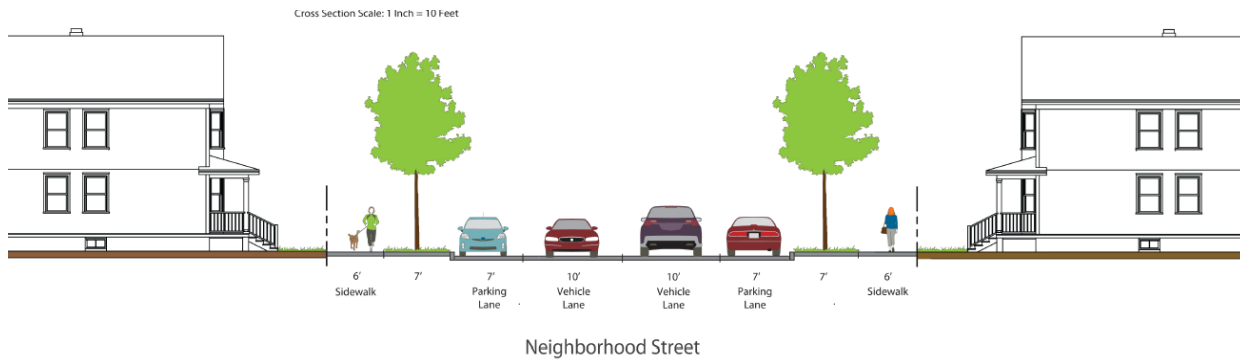 Cross Section Scale: 1 Inch = 10 Feet
6' 7' 7' 10' 10' 7' 7' 6'
Sidewalk Parking Vehicle Vehicle Parking Sidewalk
Lane Lane Lane Lane
Neighborhood Street